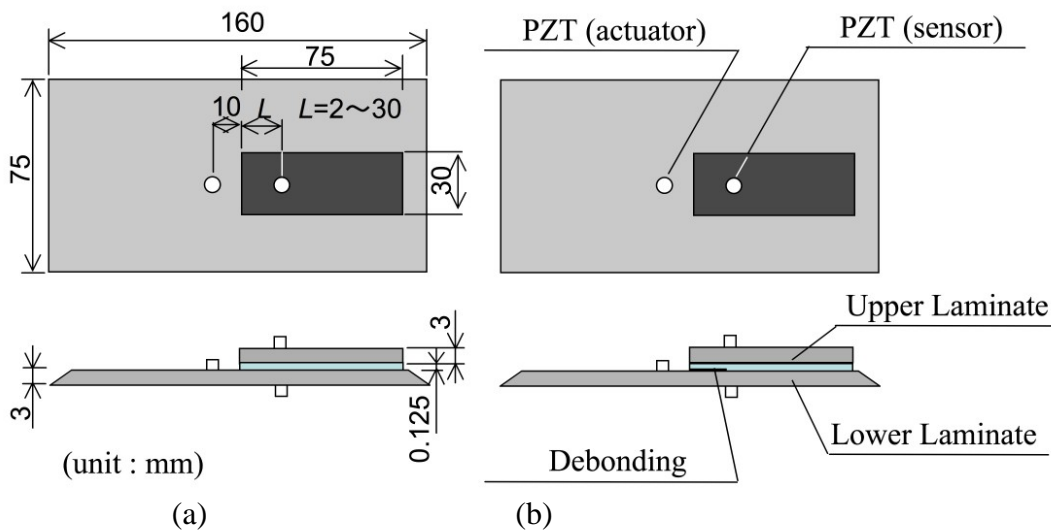 160
75
10
L
L=2～30
75
30
3
3
0.125
(unit : mm)
(a)
PZT (actuator)
PZT (sensor)
Upper Laminate
Lower Laminate
Debonding
(b)